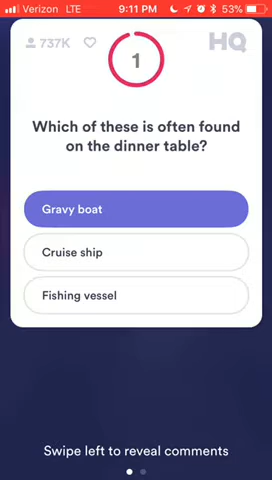 Verizon LTE 9:11 PM 53%
737K HQ
1
Which of these is often found
on the dinner table?
Gravy boat
Cruise ship
Fishing vessel
Swipe left to reveal comments